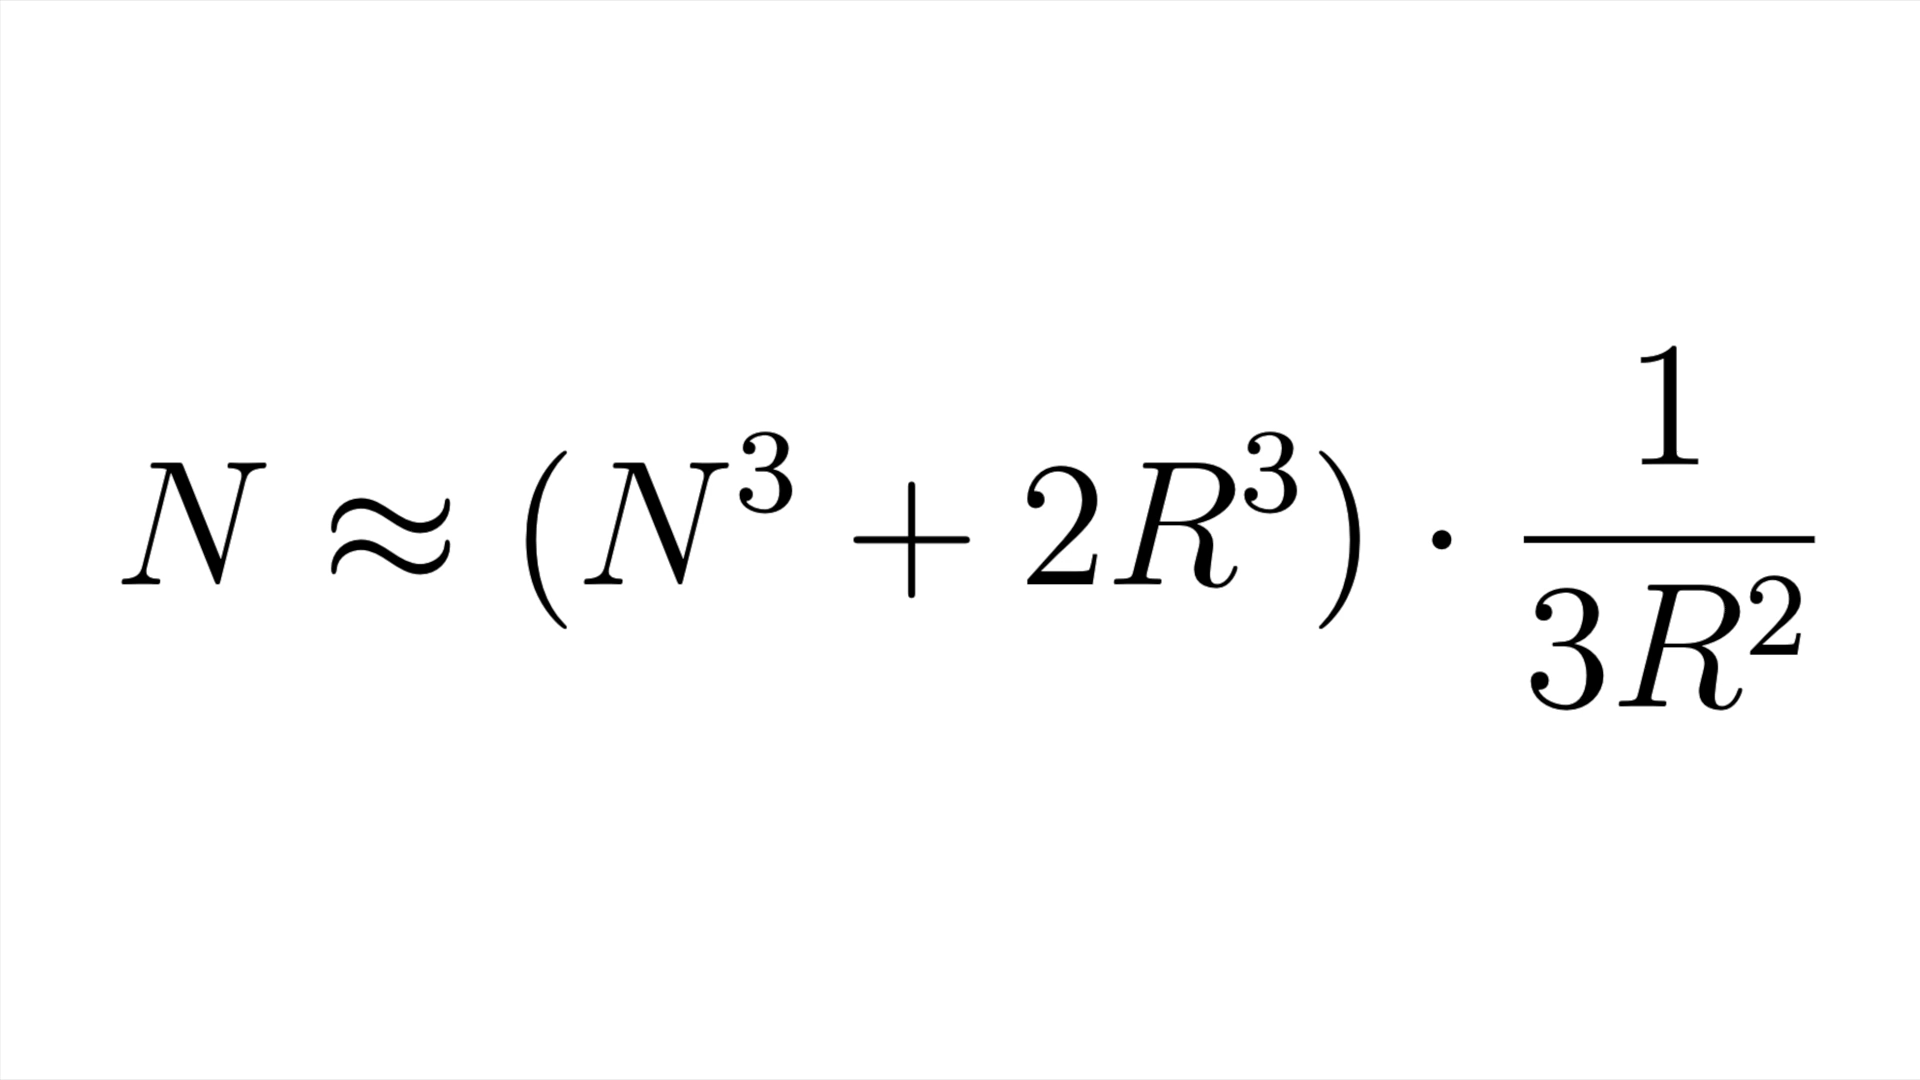 N ≈ (N³ + 2R³) · 1/3R²